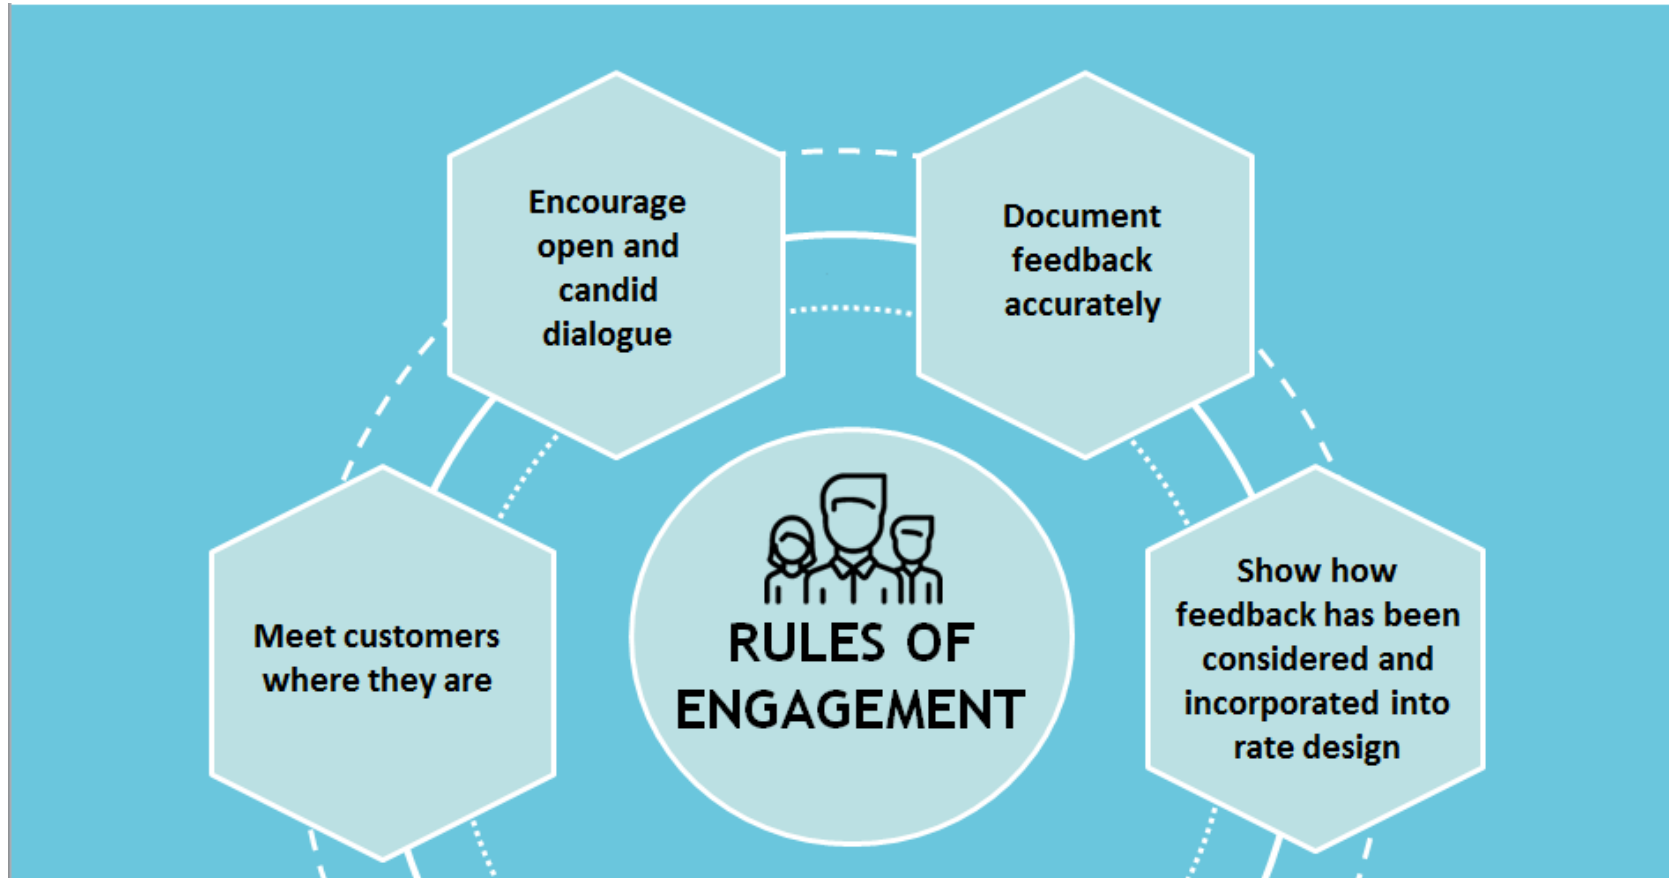 Encourage
open and
candid
dialogue
Document
feedback
accurately
Meet customers
where they are
RULES OF
ENGAGEMENT
Show how
feedback has been
considered and
incorporated into
rate design